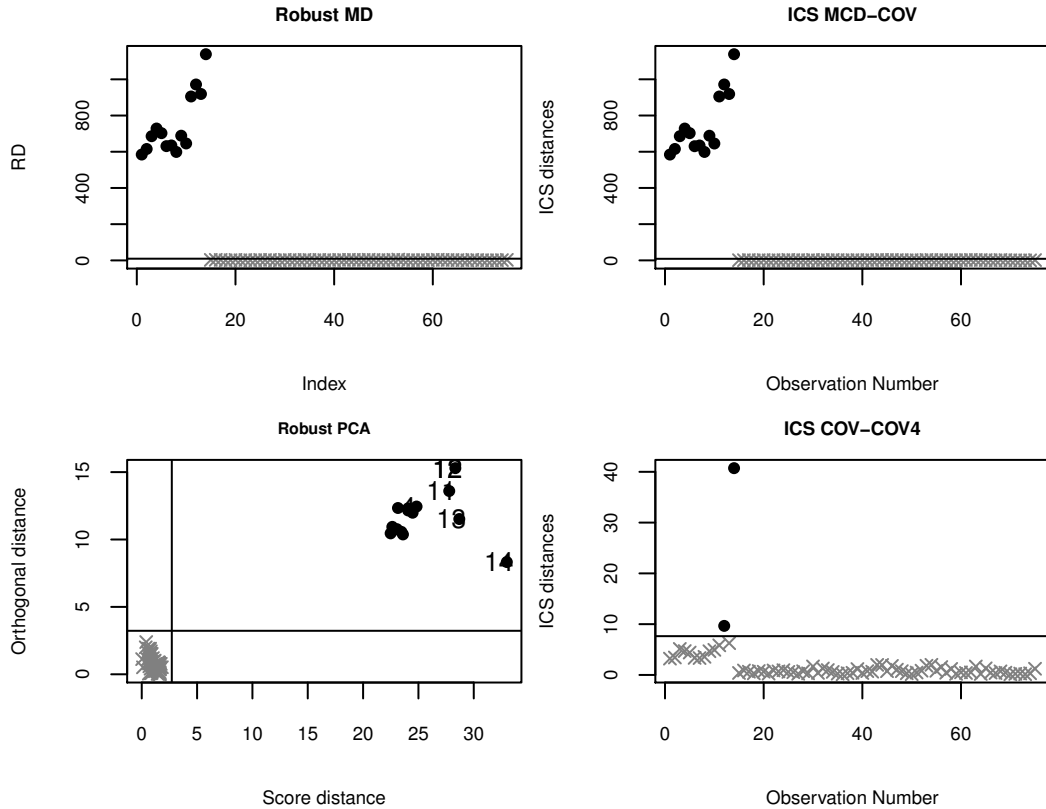 Robust MD
RD
800
400
0
0 20 40 60
Index
ICS MCD−COV
ICS distances
800
400
0
0 20 40 60
Observation Number
Robust PCA
Orthogonal distance
15
10
5
0
12
11
13
14
0 5 10 15 20 25 30
Score distance
ICS COV−COV4
ICS distances
40
30
20
10
0
0 20 40 60
Observation Number